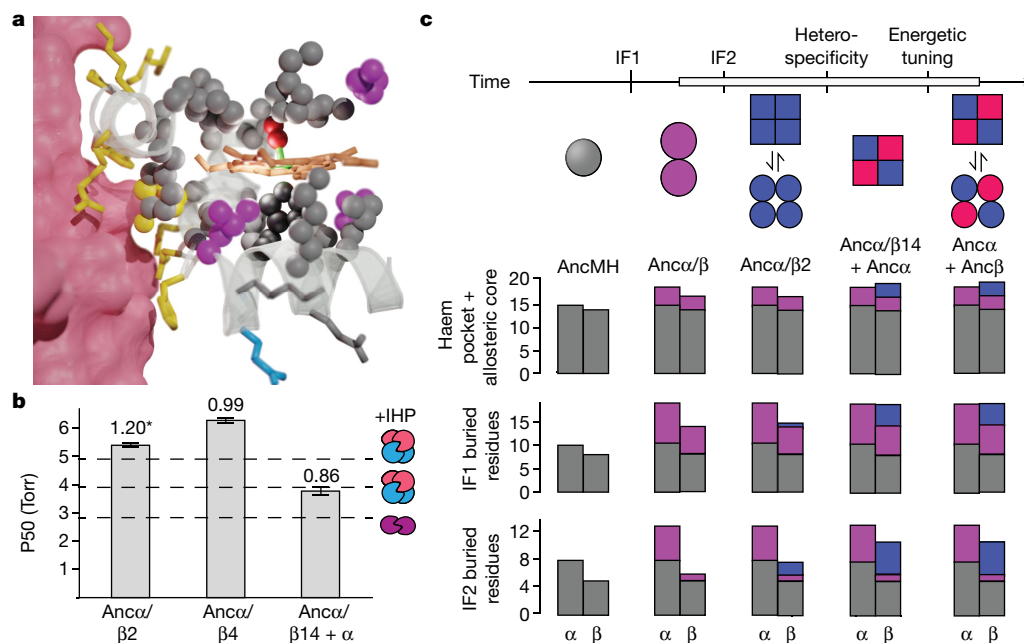 a
b
P50 (Torr)
6
5
4
3
2
1
1.20*
0.99
0.86
+IHP
Ancα/
β2
Ancα/
β4
Ancα/
β14 + α
c
Time
IF1
IF2
Hetero-
specificity
Energetic
tuning
AncMH
Ancα/β
Ancα/β2
Ancα/β14
+ Ancα
Ancα
+ Ancβ
Haem
pocket +
allosteric core
20
15
10
5
0
IF1 buried
residues
15
10
5
0
IF2 buried
residues
12
8
4
0
α β
α β
α β
α β
α β